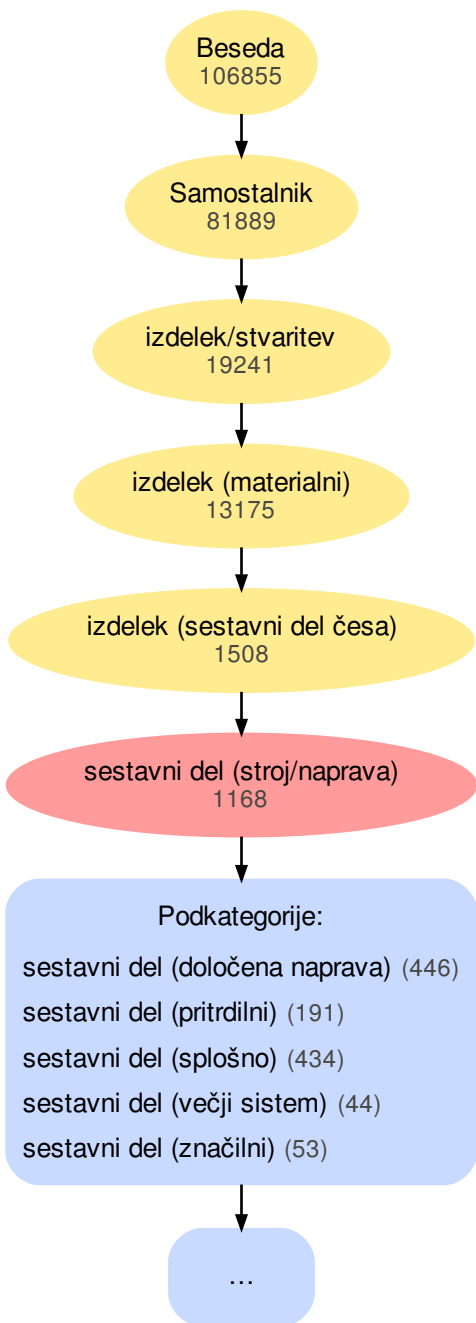 Beseda
106855
Samostalnik
81889
izdelek/stvaritev
19241
izdelek (materialni)
13175
izdelek (sestavni del česa)
1508
sestavni del (stroj/naprava)
1168
Podkategorije:
sestavni del (določena naprava) (446)
sestavni del (pritrdilni) (191)
sestavni del (splošno) (434)
sestavni del (večji sistem) (44)
sestavni del (značilni) (53)
...